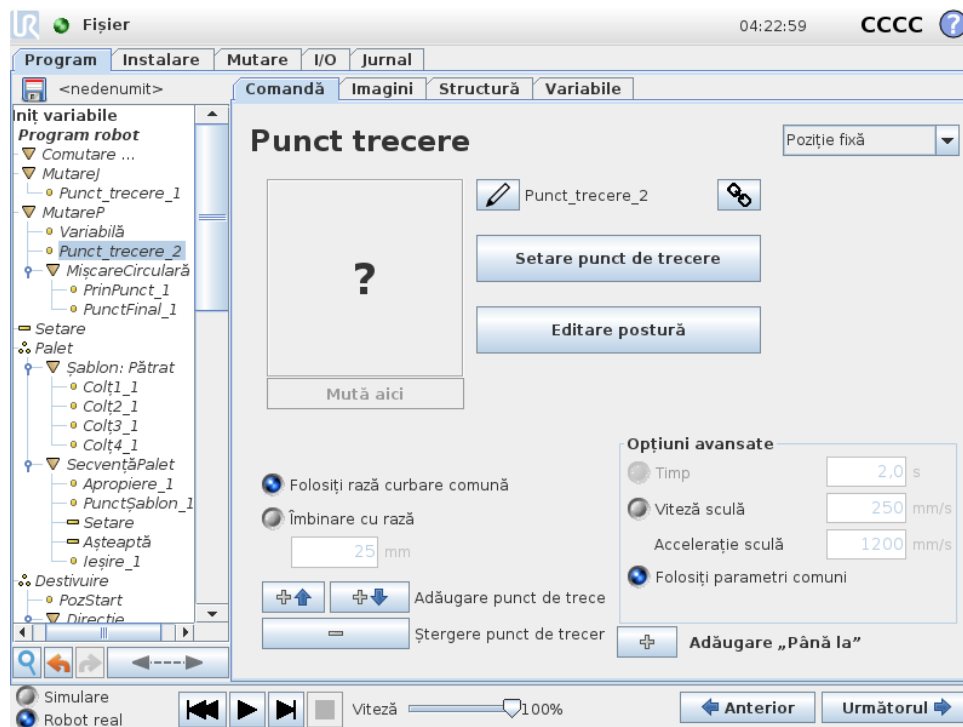 UR Fișier 04:22:59 CCCC ?
Program Instalare Mutare I/O Jurnal
<nedenumit>
Comandă Imagini Structură Variabile
Iniț variabile
Program robot
Comutare ...
MutareJ
Punct_trecere_1
MutareP
Variabilă
Punct_trecere_2
MișcareCirculară
PrinPunct_1
PunctFinal_1
Setare
Palet
Șablon: Pătrat
Colț1_1
Colț2_1
Colț3_1
Colț4_1
SecvențăPalet
Apropiere_1
PunctȘablon_1
Setare
Așteaptă
Ieșire_1
Destivuire
PozStart
Direcție
Punct trecere
Poziție fixă
?
Punct_trecere_2
Setare punct de trecere
Editare postură
Mută aici
Folosiți rază curbare comună
Îmbinare cu rază
25 mm
Adăugare punct de trece
Ștergere punct de trecer
Opțiuni avansate
Timp 2,0 s
Viteză sculă 250 mm/s
Accelerație sculă 1200 mm/s
Folosiți parametri comuni
Adăugare „Până la”
Simulare
Robot real
Viteză 100%
Anterior Următorul